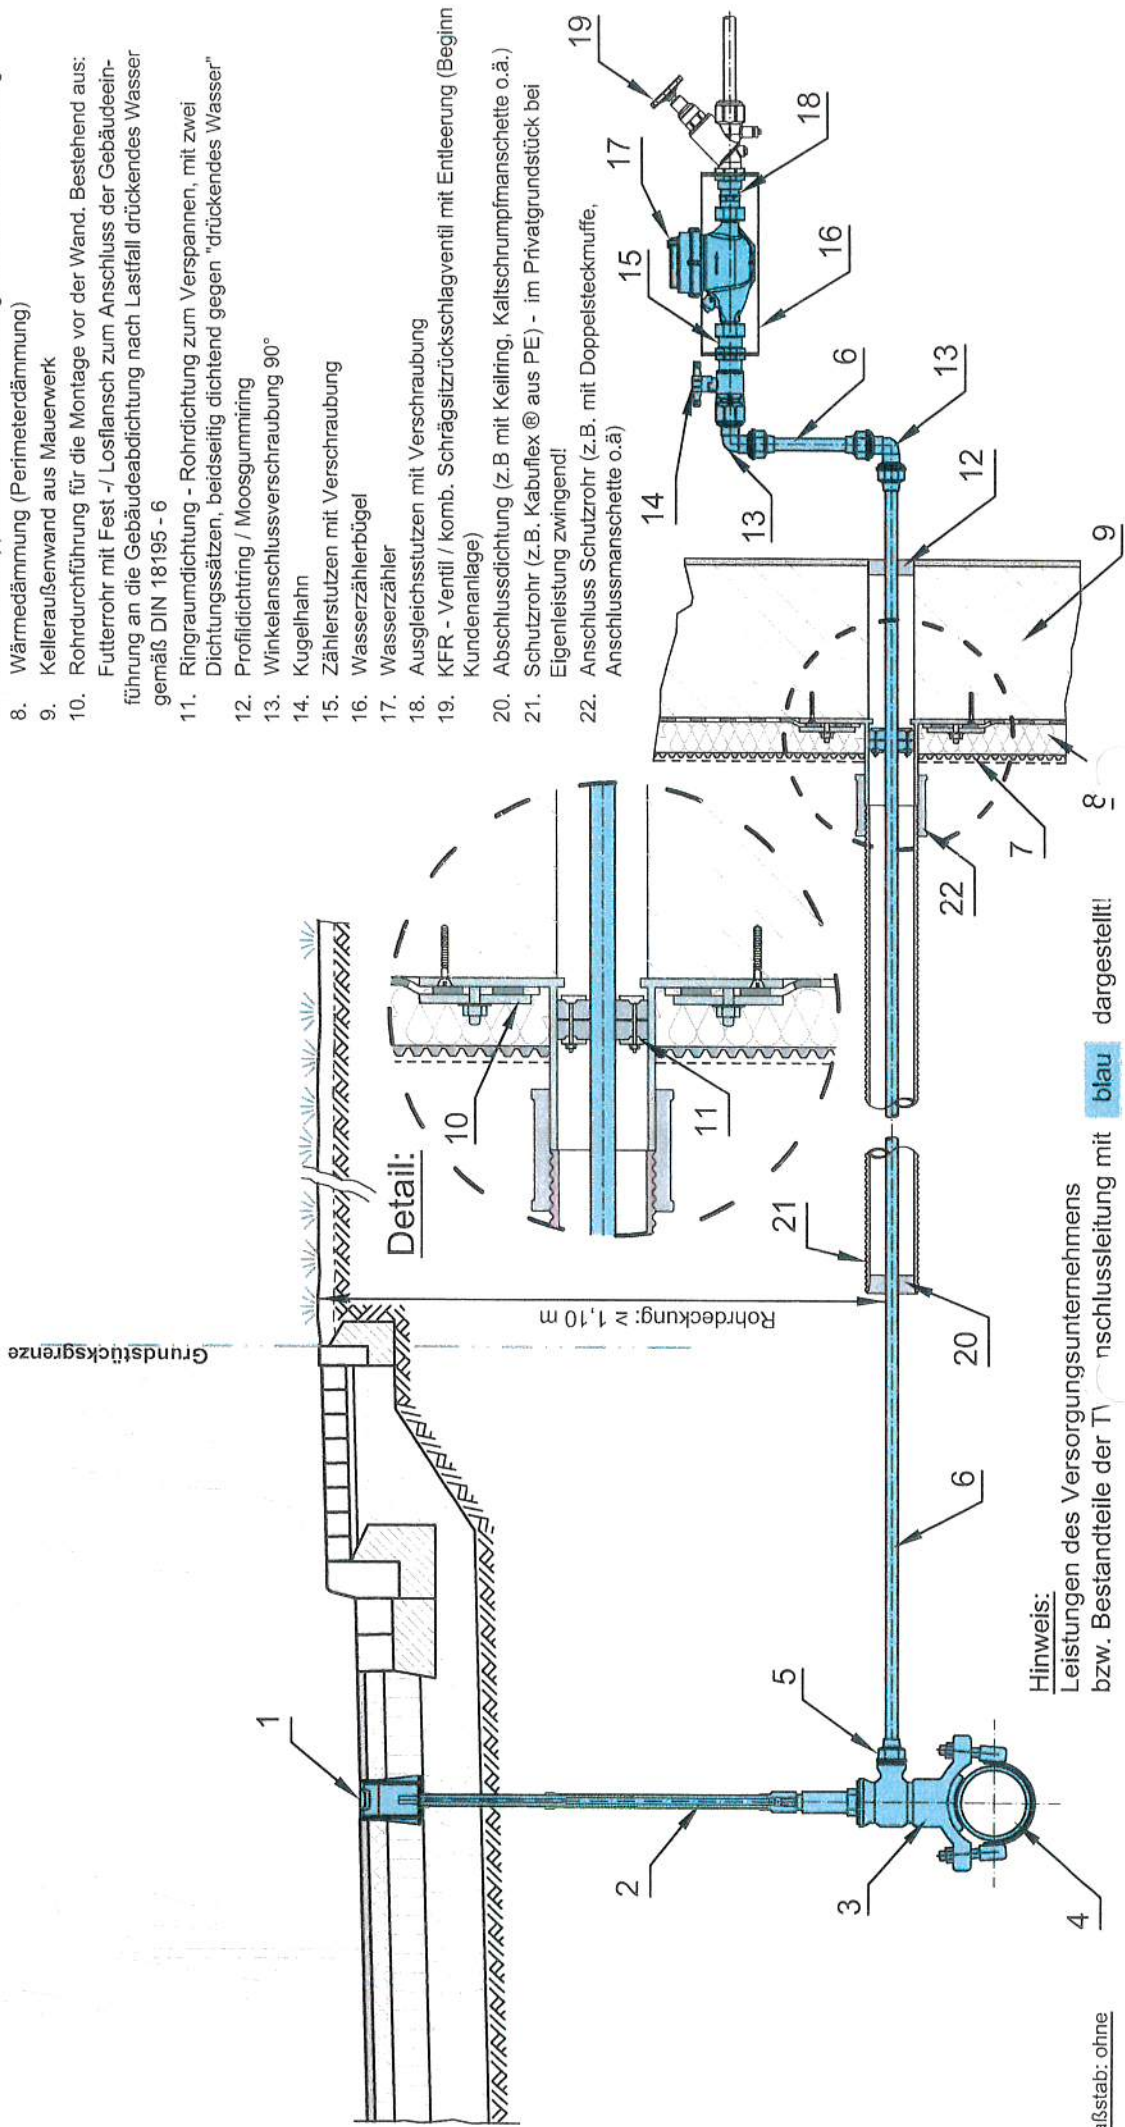 8. Wärmedämmung (Perimeterdämmung)
9. Kelleraußenwand aus Mauerwerk
10. Rohrdurchführung für die Montage vor der Wand. Bestehend aus:
Futterrohr mit Fest -/ Losflansch zum Anschluss der Gebäudeein-
führung an die Gebäudeabdichtung nach Lastfall drückendes Wasser
gemäß DIN 18195 - 6
11. Ringraumdichtung - Rohrdichtung zum Verspannen, mit zwei
Dichtungssätzen, beidseitig dichtend gegen "drückendes Wasser"
12. Profildichtring / Moosgummiring
13. Winkelanschlussverschraubung 90°
14. Kugelhahn
15. Zählerstutzen mit Verschraubung
16. Wasserzählerbügel
17. Wasserzähler
18. Ausgleichsstutzen mit Verschraubung
19. KFR - Ventil / komb. Schrägsitzrückschlagventil mit Entleerung (Beginn
Kundenanlage)
20. Abschlussdichtung (z.B mit Keilring, Kaltschrumpfmanschette o.ä.)
21. Schutzrohr (z.B. Kabuflex ® aus PE) - im Privatgrundstück bei
Eigenleistung zwingend!
22. Anschluss Schutzrohr (z.B. mit Doppelsteckmuffe,
Anschlussmanschette o.ä)
Grundstücksgrenze
Detail:
Rohrdeckung: ≥ 1,10 m
1
2
3
4
5
6
20
21
10
11
22
7
8
9
12
13
6
13
14
15
16
17
18
19
Hinweis:
Leistungen des Versorgungsunternehmens
bzw. Bestandteile der nschlussleitung mit blau dargestellt!
aßstab: ohne